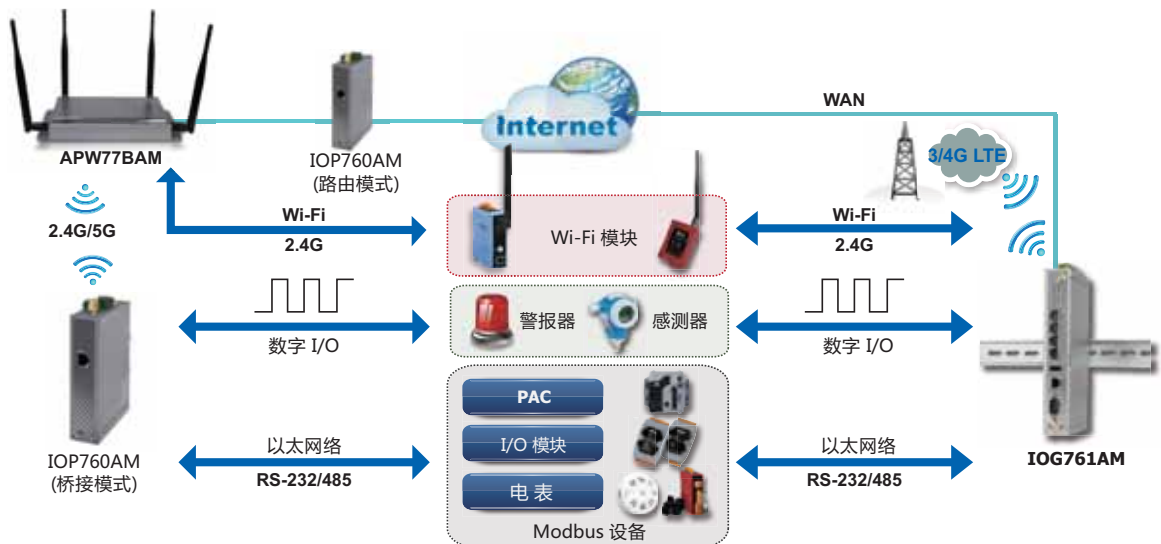 APW77BAM
IOP760AM
(路由模式)
Internet
WAN
3/4G LTE
2.4G/5G
Wi-Fi
2.4G
Wi-Fi 模块
Wi-Fi
2.4G
数字 I/O
警报器
感测器
数字 I/O
IOP760AM
(桥接模式)
以太网络
RS-232/485
PAC
I/O 模块
电 表
Modbus 设备
以太网络
RS-232/485
IOG761AM